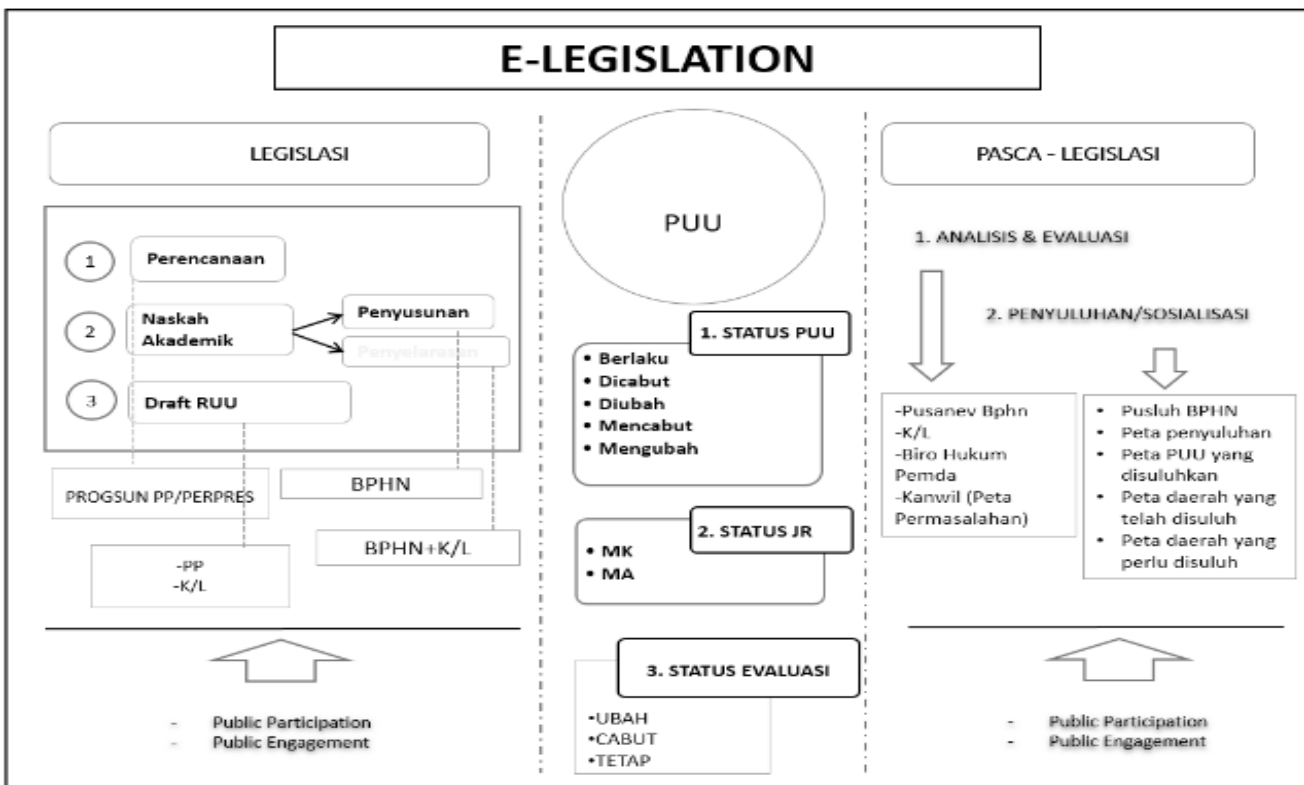 E-LEGISLATION
LEGISLASI
1
Perencanaan
2
Naskah
Akademik
Penyusunan
Penyelarasan
3
Draft RUU
PROGSUN PP/PERPRES
BPHN
BPHN+K/L
-PP
-K/L
- Public Participation
- Public Engagement
PUU
1. STATUS PUU
• Berlaku
• Dicabut
• Diubah
• Mencabut
• Mengubah
2. STATUS JR
• MK
• MA
3. STATUS EVALUASI
•UBAH
•CABUT
•TETAP
PASCA - LEGISLASI
1. ANALISIS & EVALUASI
2. PENYULUHAN/SOSIALISASI
-Pusanev Bphn
-K/L
-Biro Hukum
Pemda
-Kanwil (Peta
Permasalahan)
• Pusluh BPHN
• Peta penyuluhan
• Peta PUU yang
disuluhkan
• Peta daerah yang
telah disuluh
• Peta daerah yang
perlu disuluh
- Public Participation
- Public Engagement